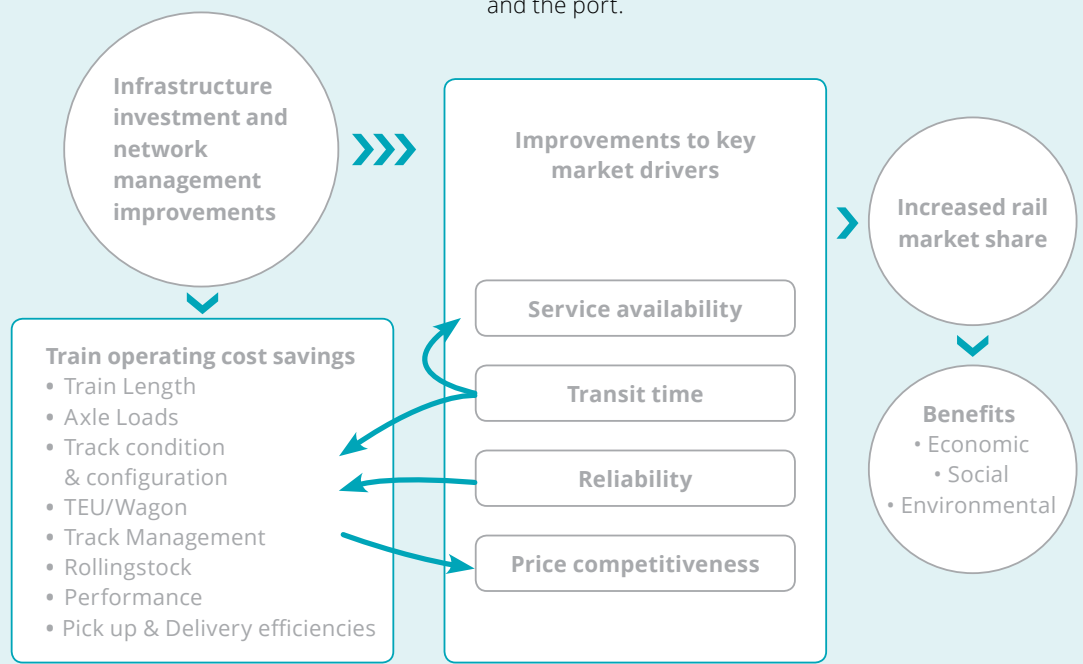 and the port.
Infrastructure
investment and
network
management
improvements
Train operating cost savings
• Train Length
• Axle Loads
• Track condition
& configuration
• TEU/Wagon
• Track Management
• Rollingstock
• Performance
• Pick up & Delivery efficiencies
Improvements to key
market drivers
Service availability
Transit time
Reliability
Price competitiveness
Increased rail
market share
Benefits
• Economic
• Social
• Environmental